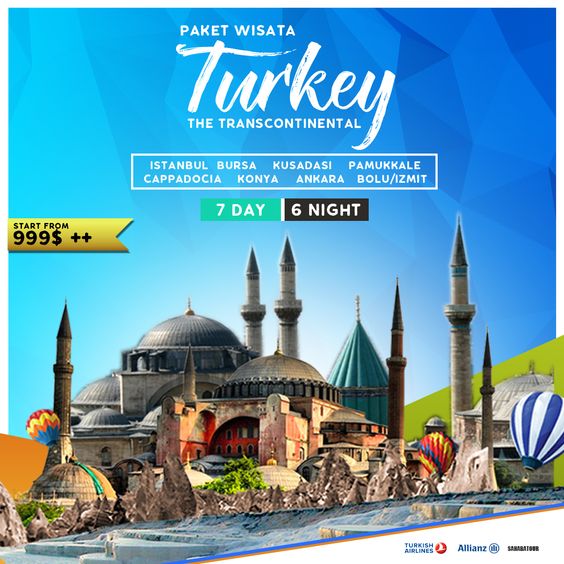 PAKET WISATA
Turkey
THE TRANSCONTINENTAL
ISTANBUL BURSA KUSADASI PAMUKKALE
CAPPADOCIA KONYA ANKARA BOLU/IZMIT
7 DAY 6 NIGHT
START FROM
999$ ++
TURKISH
AIRLINES
Allianz
SAHABATOUR